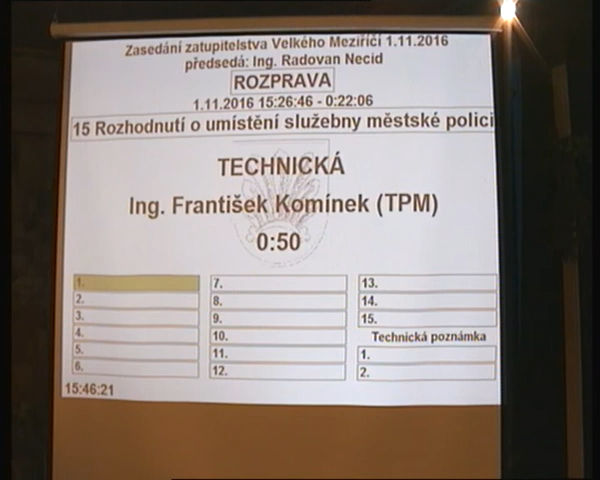 Zasedání zatupitelstva Velkého Meziříčí 1.11.2016
předsedá: Ing. Radovan Necid
ROZPRAVA
1.11.2016 15:26:46 - 0:22:06
15 Rozhodnutí o umístění služebny městské polici
TECHNICKÁ
Ing. František Komínek (TPM)
0:50
1.
2.
3.
4.
5.
6.
7.
8.
9.
10.
11.
12.
13.
14.
15.
Technická poznámka
1.
2.
15:46:21